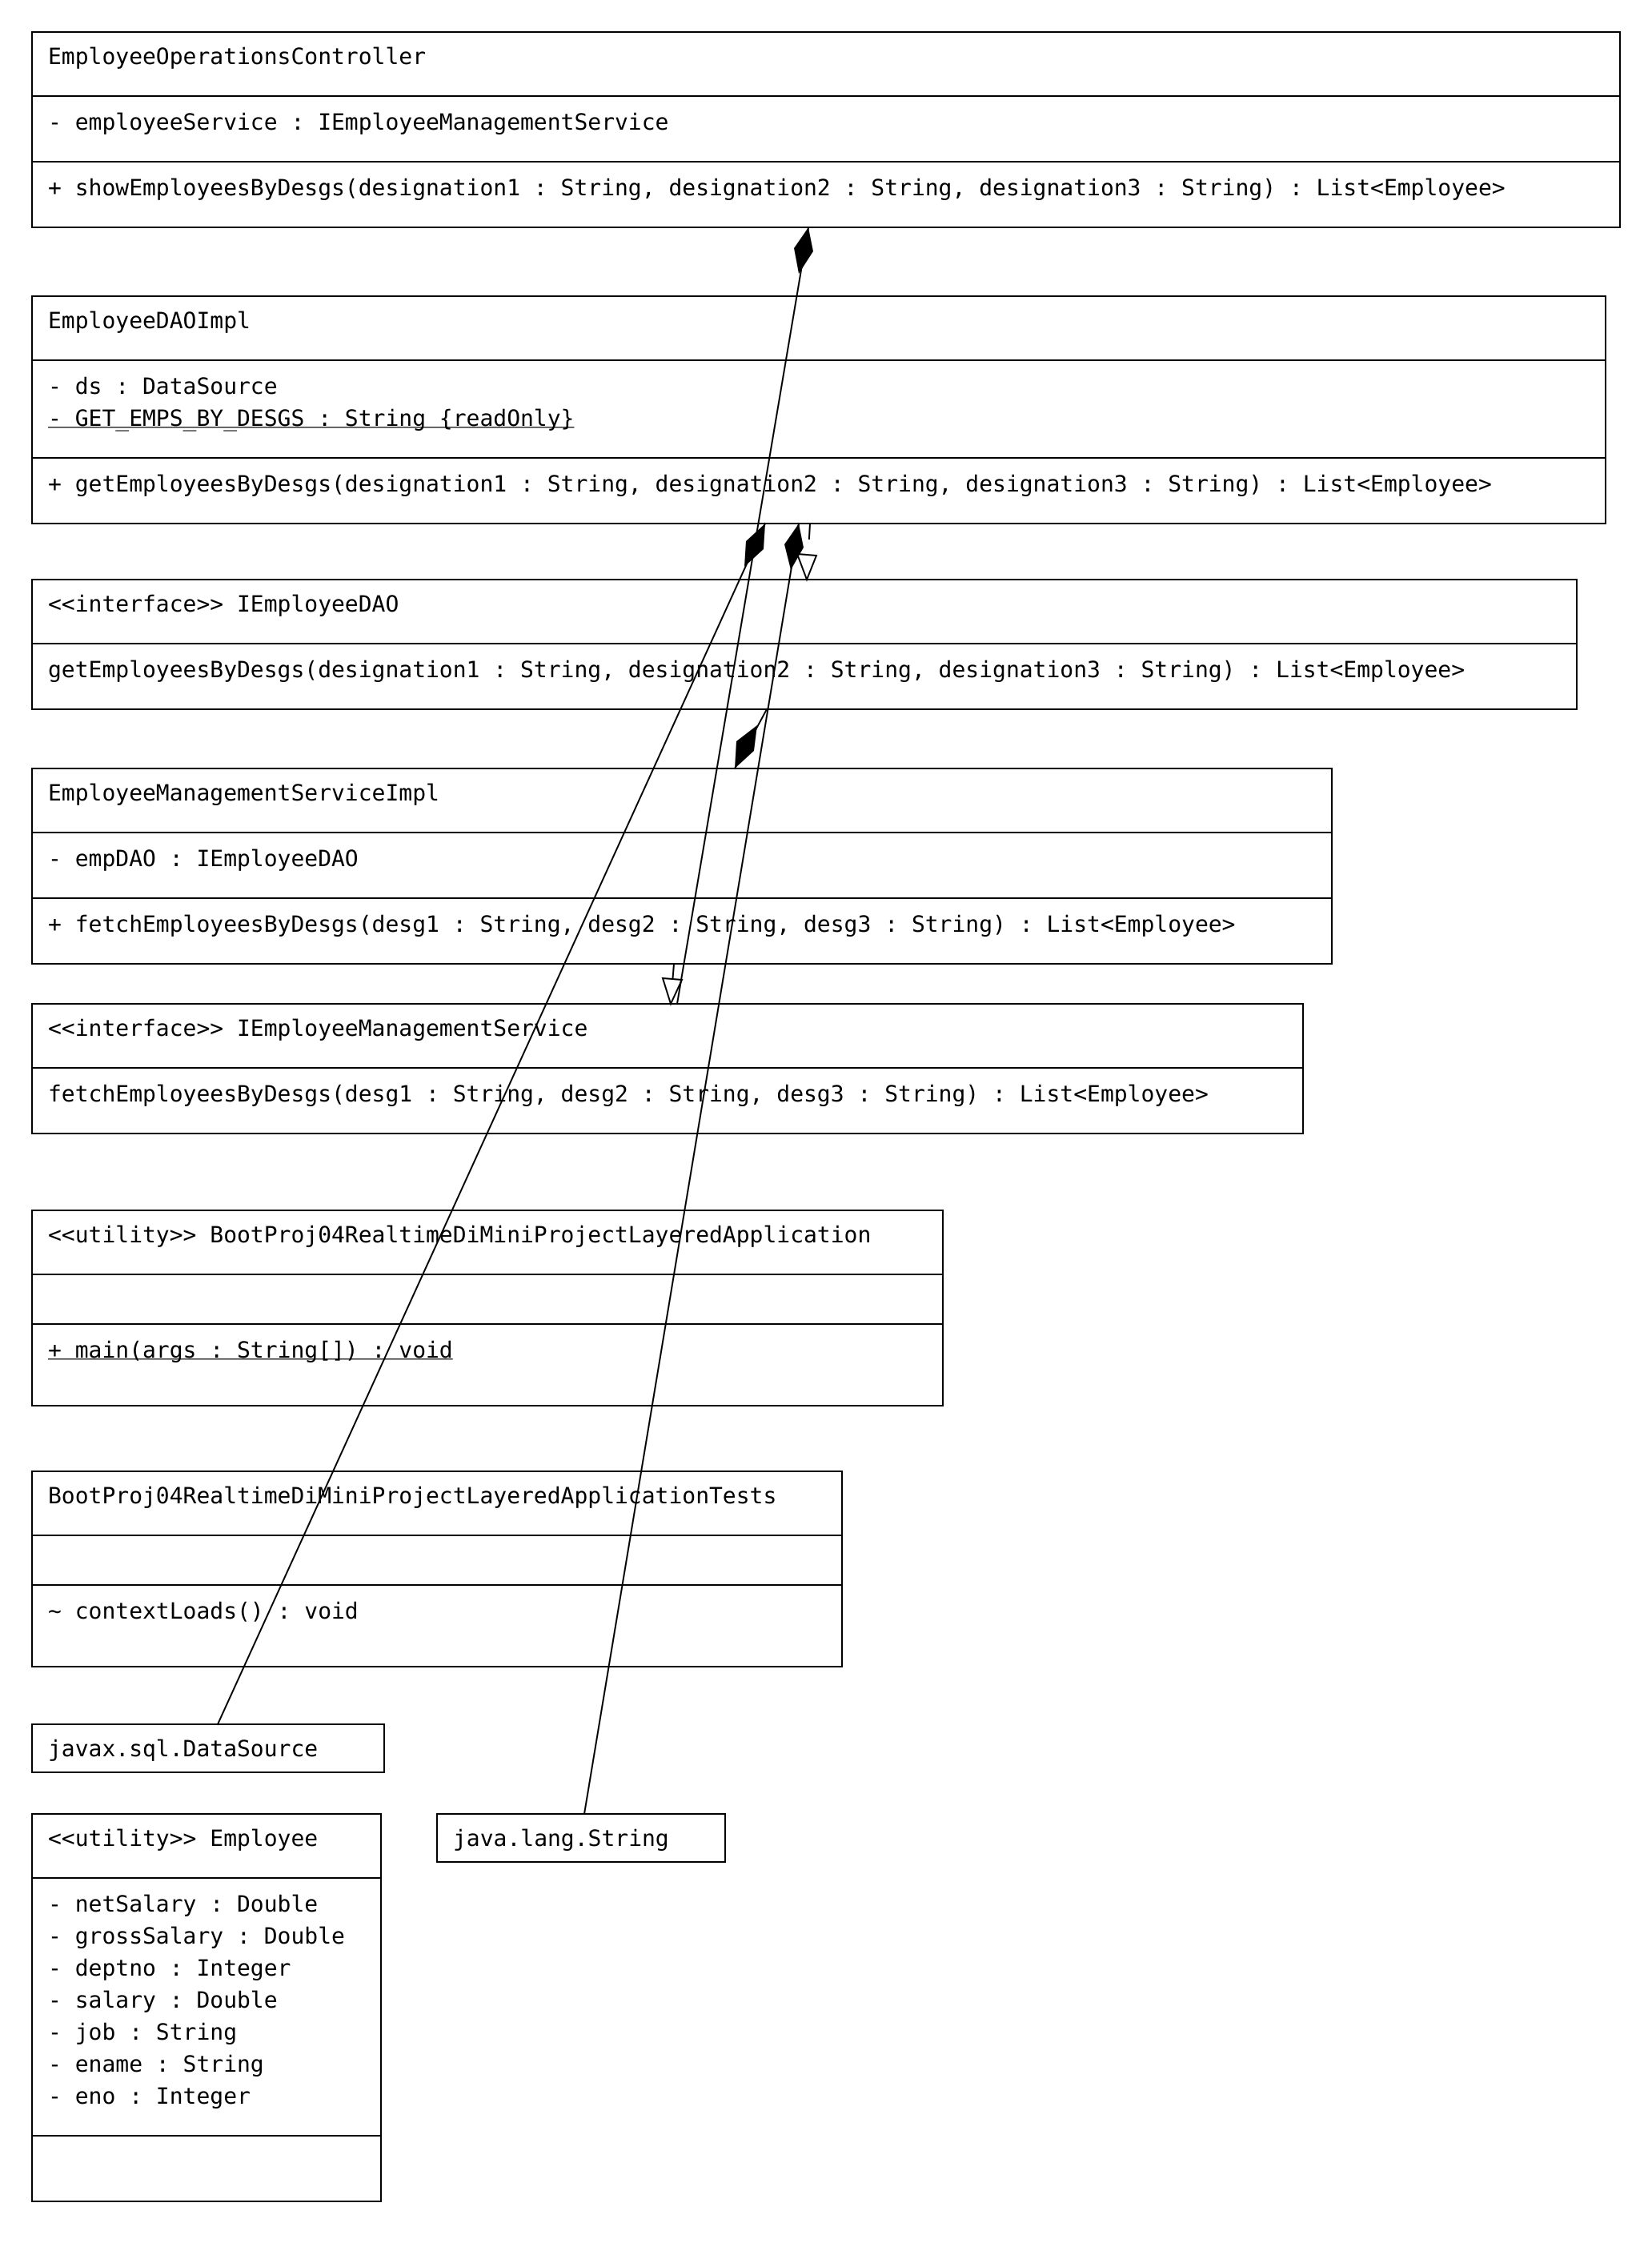 EmployeeOperationsController
- employeeService : IEmployeeManagementService
+ showEmployeesByDesgs(designation1 : String, designation2 : String, designation3 : String) : List<Employee>
EmployeeDAOImpl
- ds : DataSource
- GET_EMPS_BY_DESGS : String {readOnly}
+ getEmployeesByDesgs(designation1 : String, designation2 : String, designation3 : String) : List<Employee>
<<interface>> IEmployeeDAO
getEmployeesByDesgs(designation1 : String, designation2 : String, designation3 : String) : List<Employee>
EmployeeManagementServiceImpl
- empDAO : IEmployeeDAO
+ fetchEmployeesByDesgs(desg1 : String, desg2 : String, desg3 : String) : List<Employee>
<<interface>> IEmployeeManagementService
fetchEmployeesByDesgs(desg1 : String, desg2 : String, desg3 : String) : List<Employee>
<<utility>> BootProj04RealtimeDiMiniProjectLayeredApplication
+ main(args : String[]) : void
BootProj04RealtimeDiMiniProjectLayeredApplicationTests
~ contextLoads() : void
javax.sql.DataSource
<<utility>> Employee
- netSalary : Double
- grossSalary : Double
- deptno : Integer
- salary : Double
- job : String
- ename : String
- eno : Integer
java.lang.String